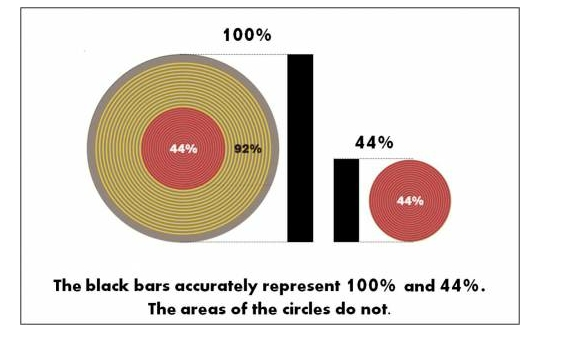 100%
44%
92%
44%
44%
The black bars accurately represent 100% and 44%.
The areas of the circles do not.